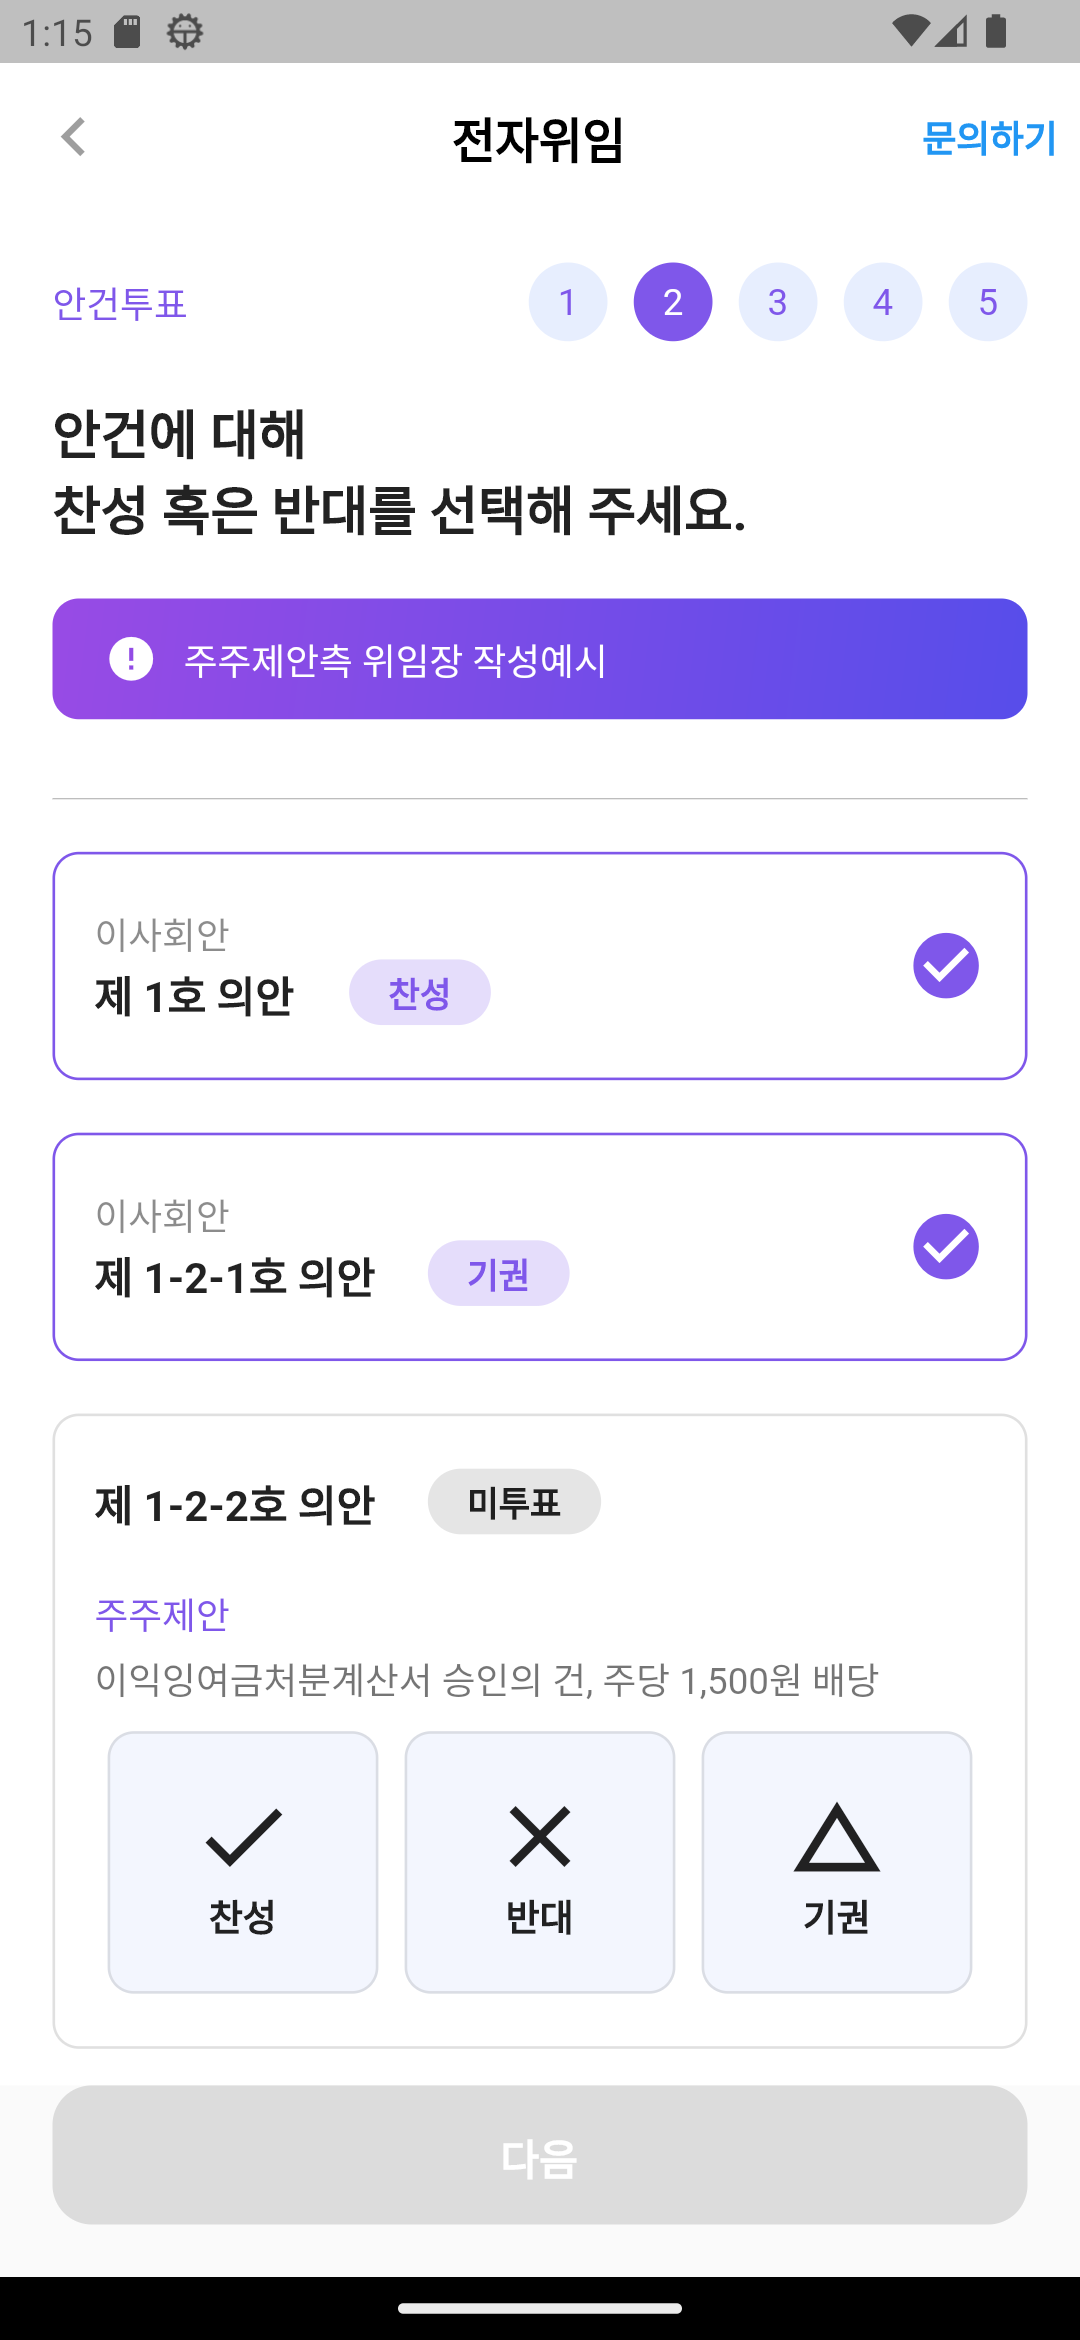 1:15
전자위임
문의하기
안건투표
1 2 3 4 5
안건에 대해
찬성 혹은 반대를 선택해 주세요.
주주제안측 위임장 작성예시
이사회안
제 1호 의안 찬성
이사회안
제 1-2-1호 의안 기권
제 1-2-2호 의안 미투표
주주제안
이익잉여금처분계산서 승인의 건, 주당 1,500원 배당
찬성 반대 기권
다음